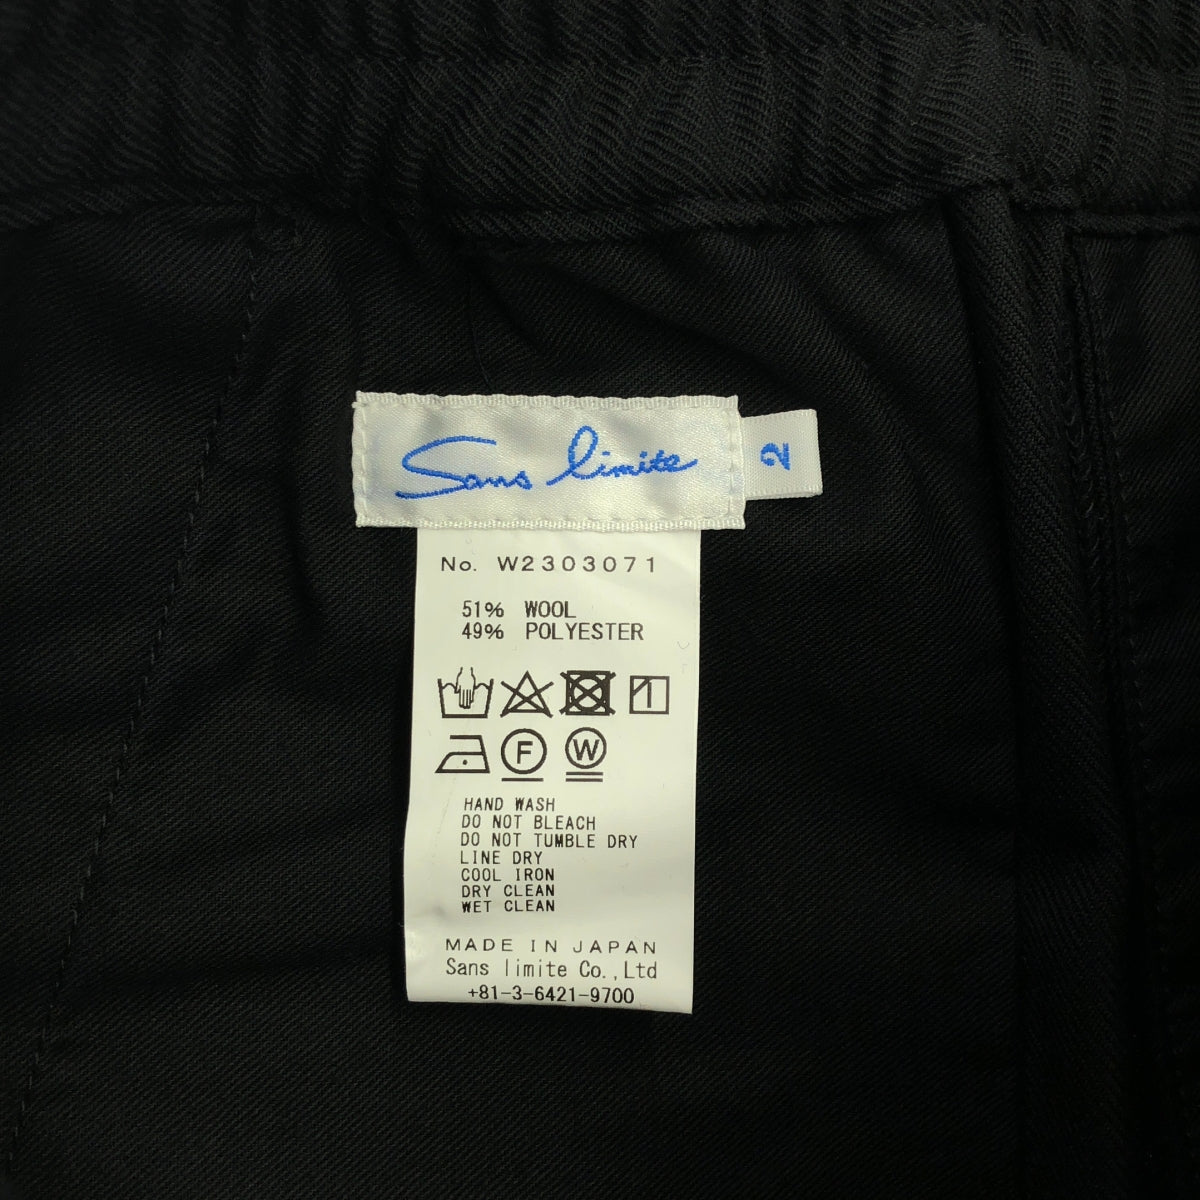 Sans limite
2
No. W2303071
51% WOOL
49% POLYESTER
F W
HAND WASH
DO NOT BLEACH
DO NOT TUMBLE DRY
LINE DRY
COOL IRON
DRY CLEAN
WET CLEAN
MADE IN JAPAN
Sans limite Co.,Ltd
+81-3-6421-9700